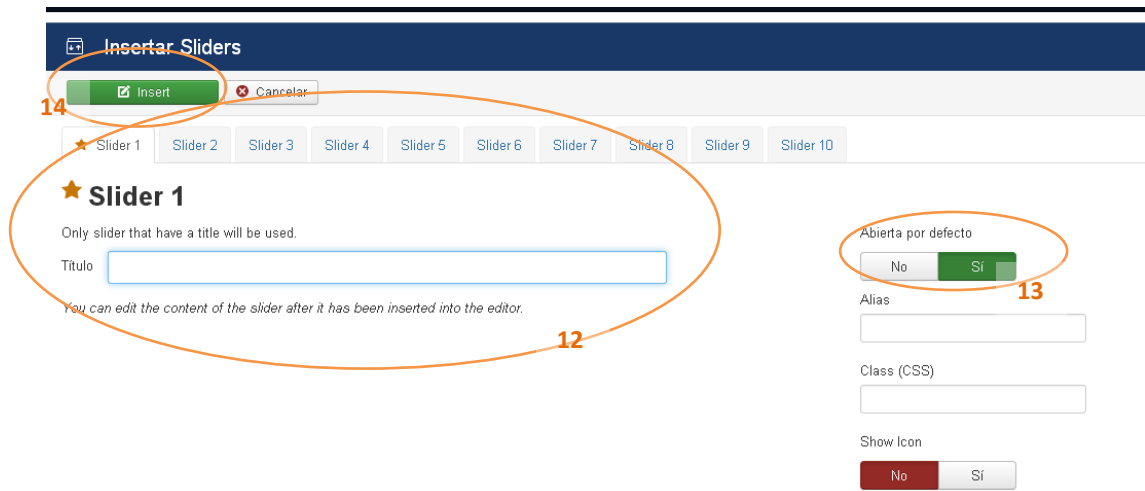 Insertar Sliders
Insert
Cancelar
14
Slider 1
Slider 2
Slider 3
Slider 4
Slider 5
Slider 6
Slider 7
Slider 8
Slider 9
Slider 10
Slider 1
Only slider that have a title will be used.
Título
You can edit the content of the slider after it has been inserted into the editor.
12
Abierta por defecto
No
Sí
13
Alias
Class (CSS)
Show Icon
No
Sí